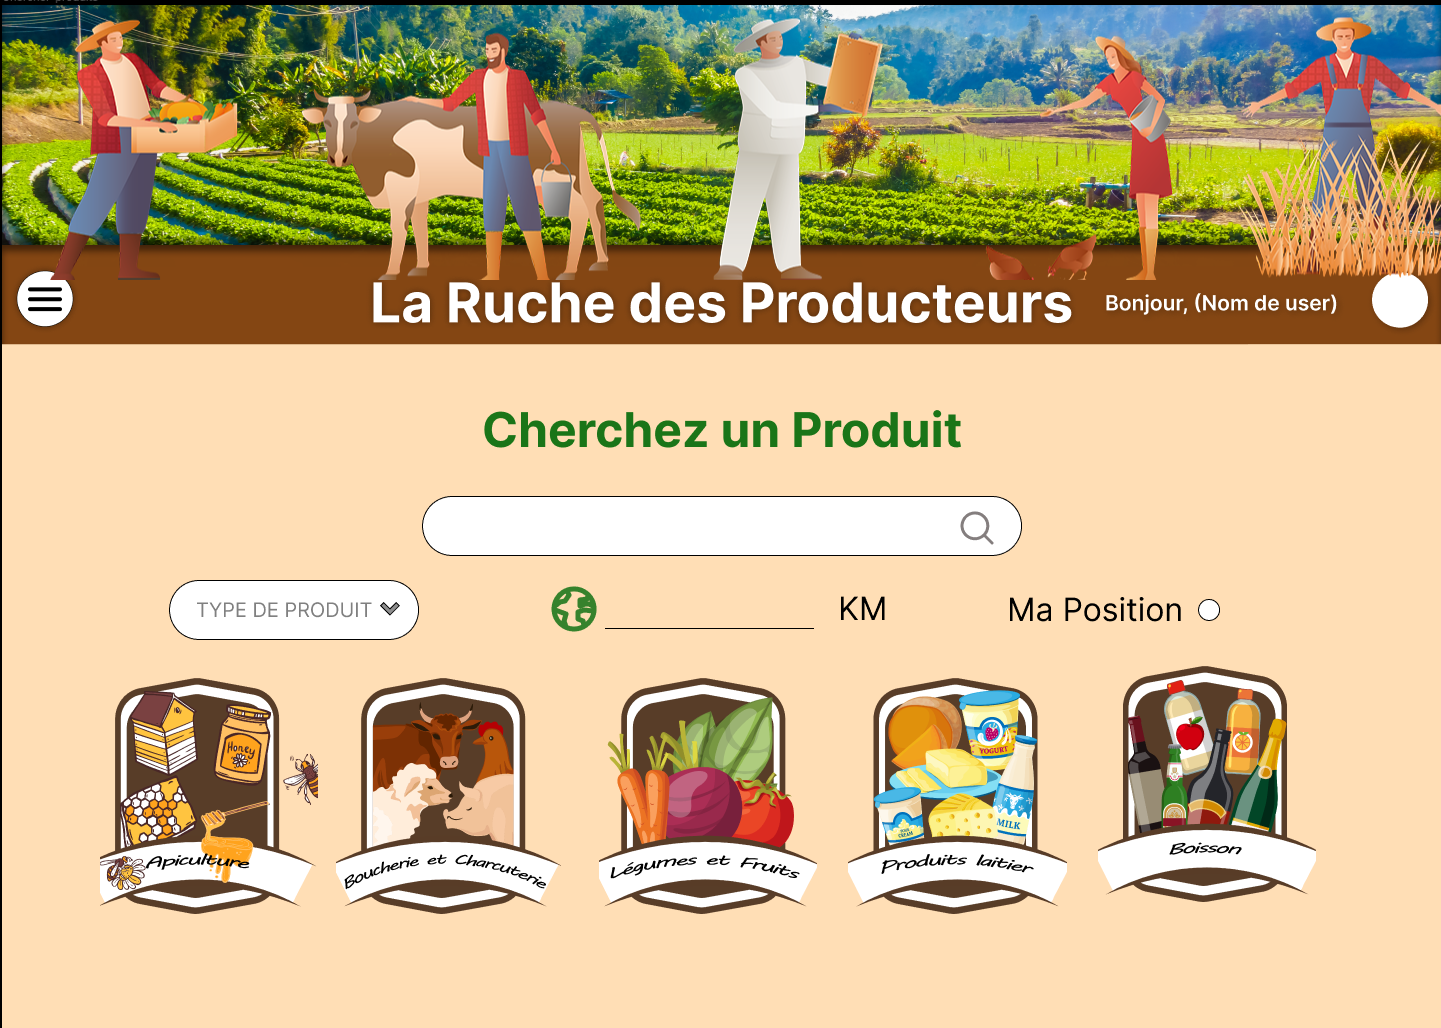 La Ruche des Producteurs
Bonjour, (Nom de user)
Cherchez un Produit
TYPE DE PRODUIT
KM
Ma Position
Honey
YOGURT
MILK
Apiculture
Boucherie et Charcuterie
Légumes et Fruits
Produits laitier
Boisson